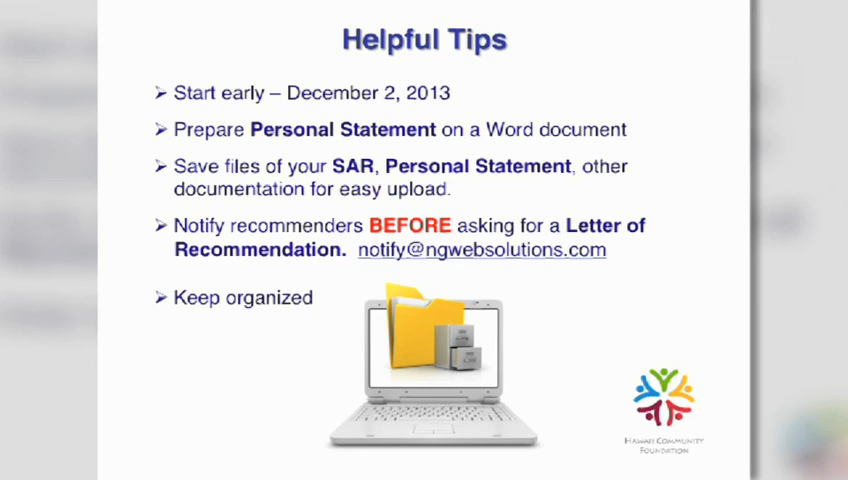 Helpful Tips
➢ Start early – December 2, 2013
➢ Prepare Personal Statement on a Word document
➢ Save files of your SAR, Personal Statement, other
documentation for easy upload.
➢ Notify recommenders BEFORE asking for a Letter of
Recommendation. notify@ngwebsolutions.com
➢ Keep organized
HAWAI‘I COMMUNITY
FOUNDATION